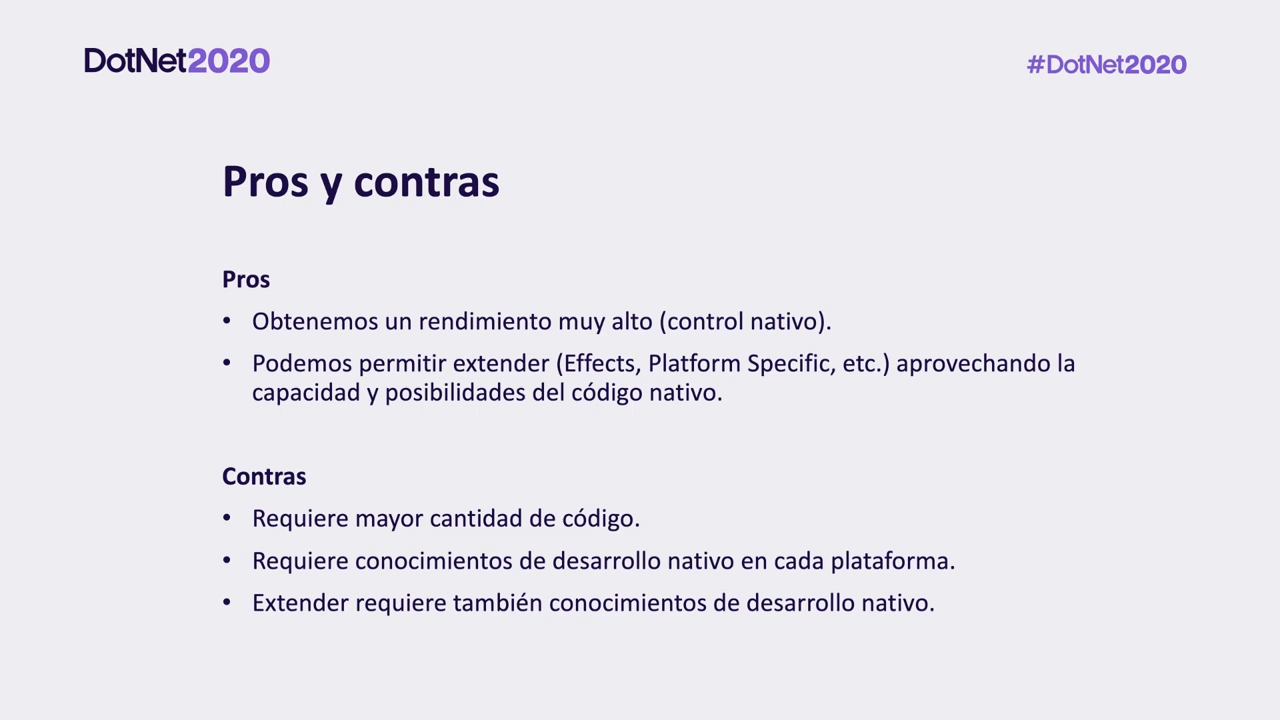 DotNet2020
#DotNet2020
Pros y contras
Pros
• Obtenemos un rendimiento muy alto (control nativo).
• Podemos permitir extender (Effects, Platform Specific, etc.) aprovechando la
capacidad y posibilidades del código nativo.
Contras
• Requiere mayor cantidad de código.
• Requiere conocimientos de desarrollo nativo en cada plataforma.
• Extender requiere también conocimientos de desarrollo nativo.